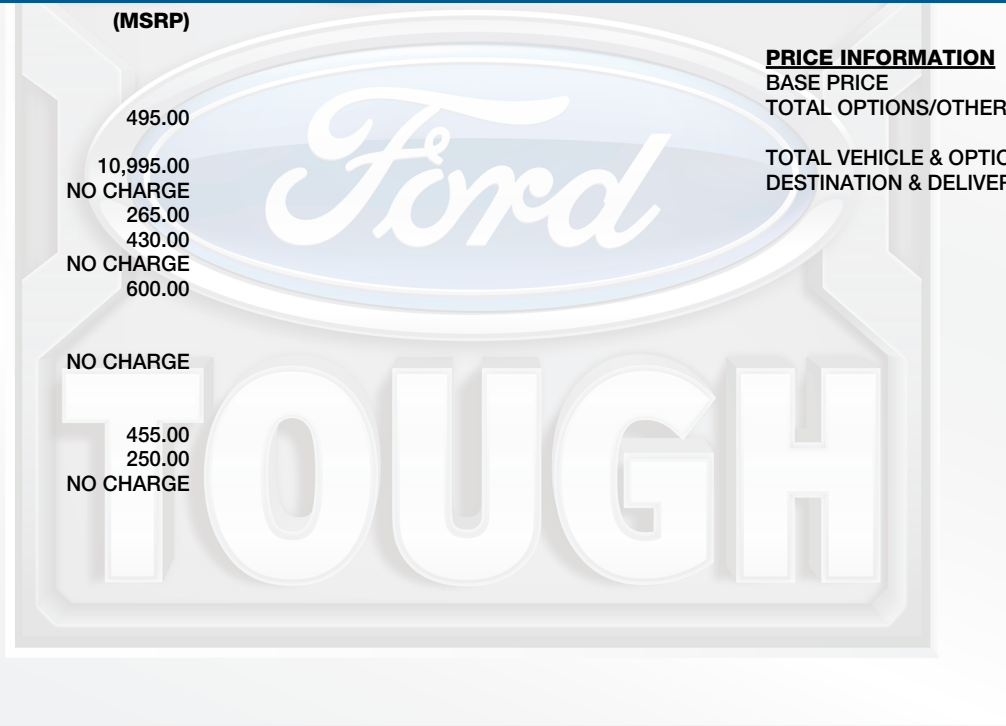 (MSRP)
495.00
10,995.00
NO CHARGE
265.00
430.00
NO CHARGE
600.00
NO CHARGE
455.00
250.00
NO CHARGE
PRICE INFORMATION
BASE PRICE
TOTAL OPTIONS/OTHER
TOTAL VEHICLE & OPTIO
DESTINATION & DELIVER
Ford
TOUGH